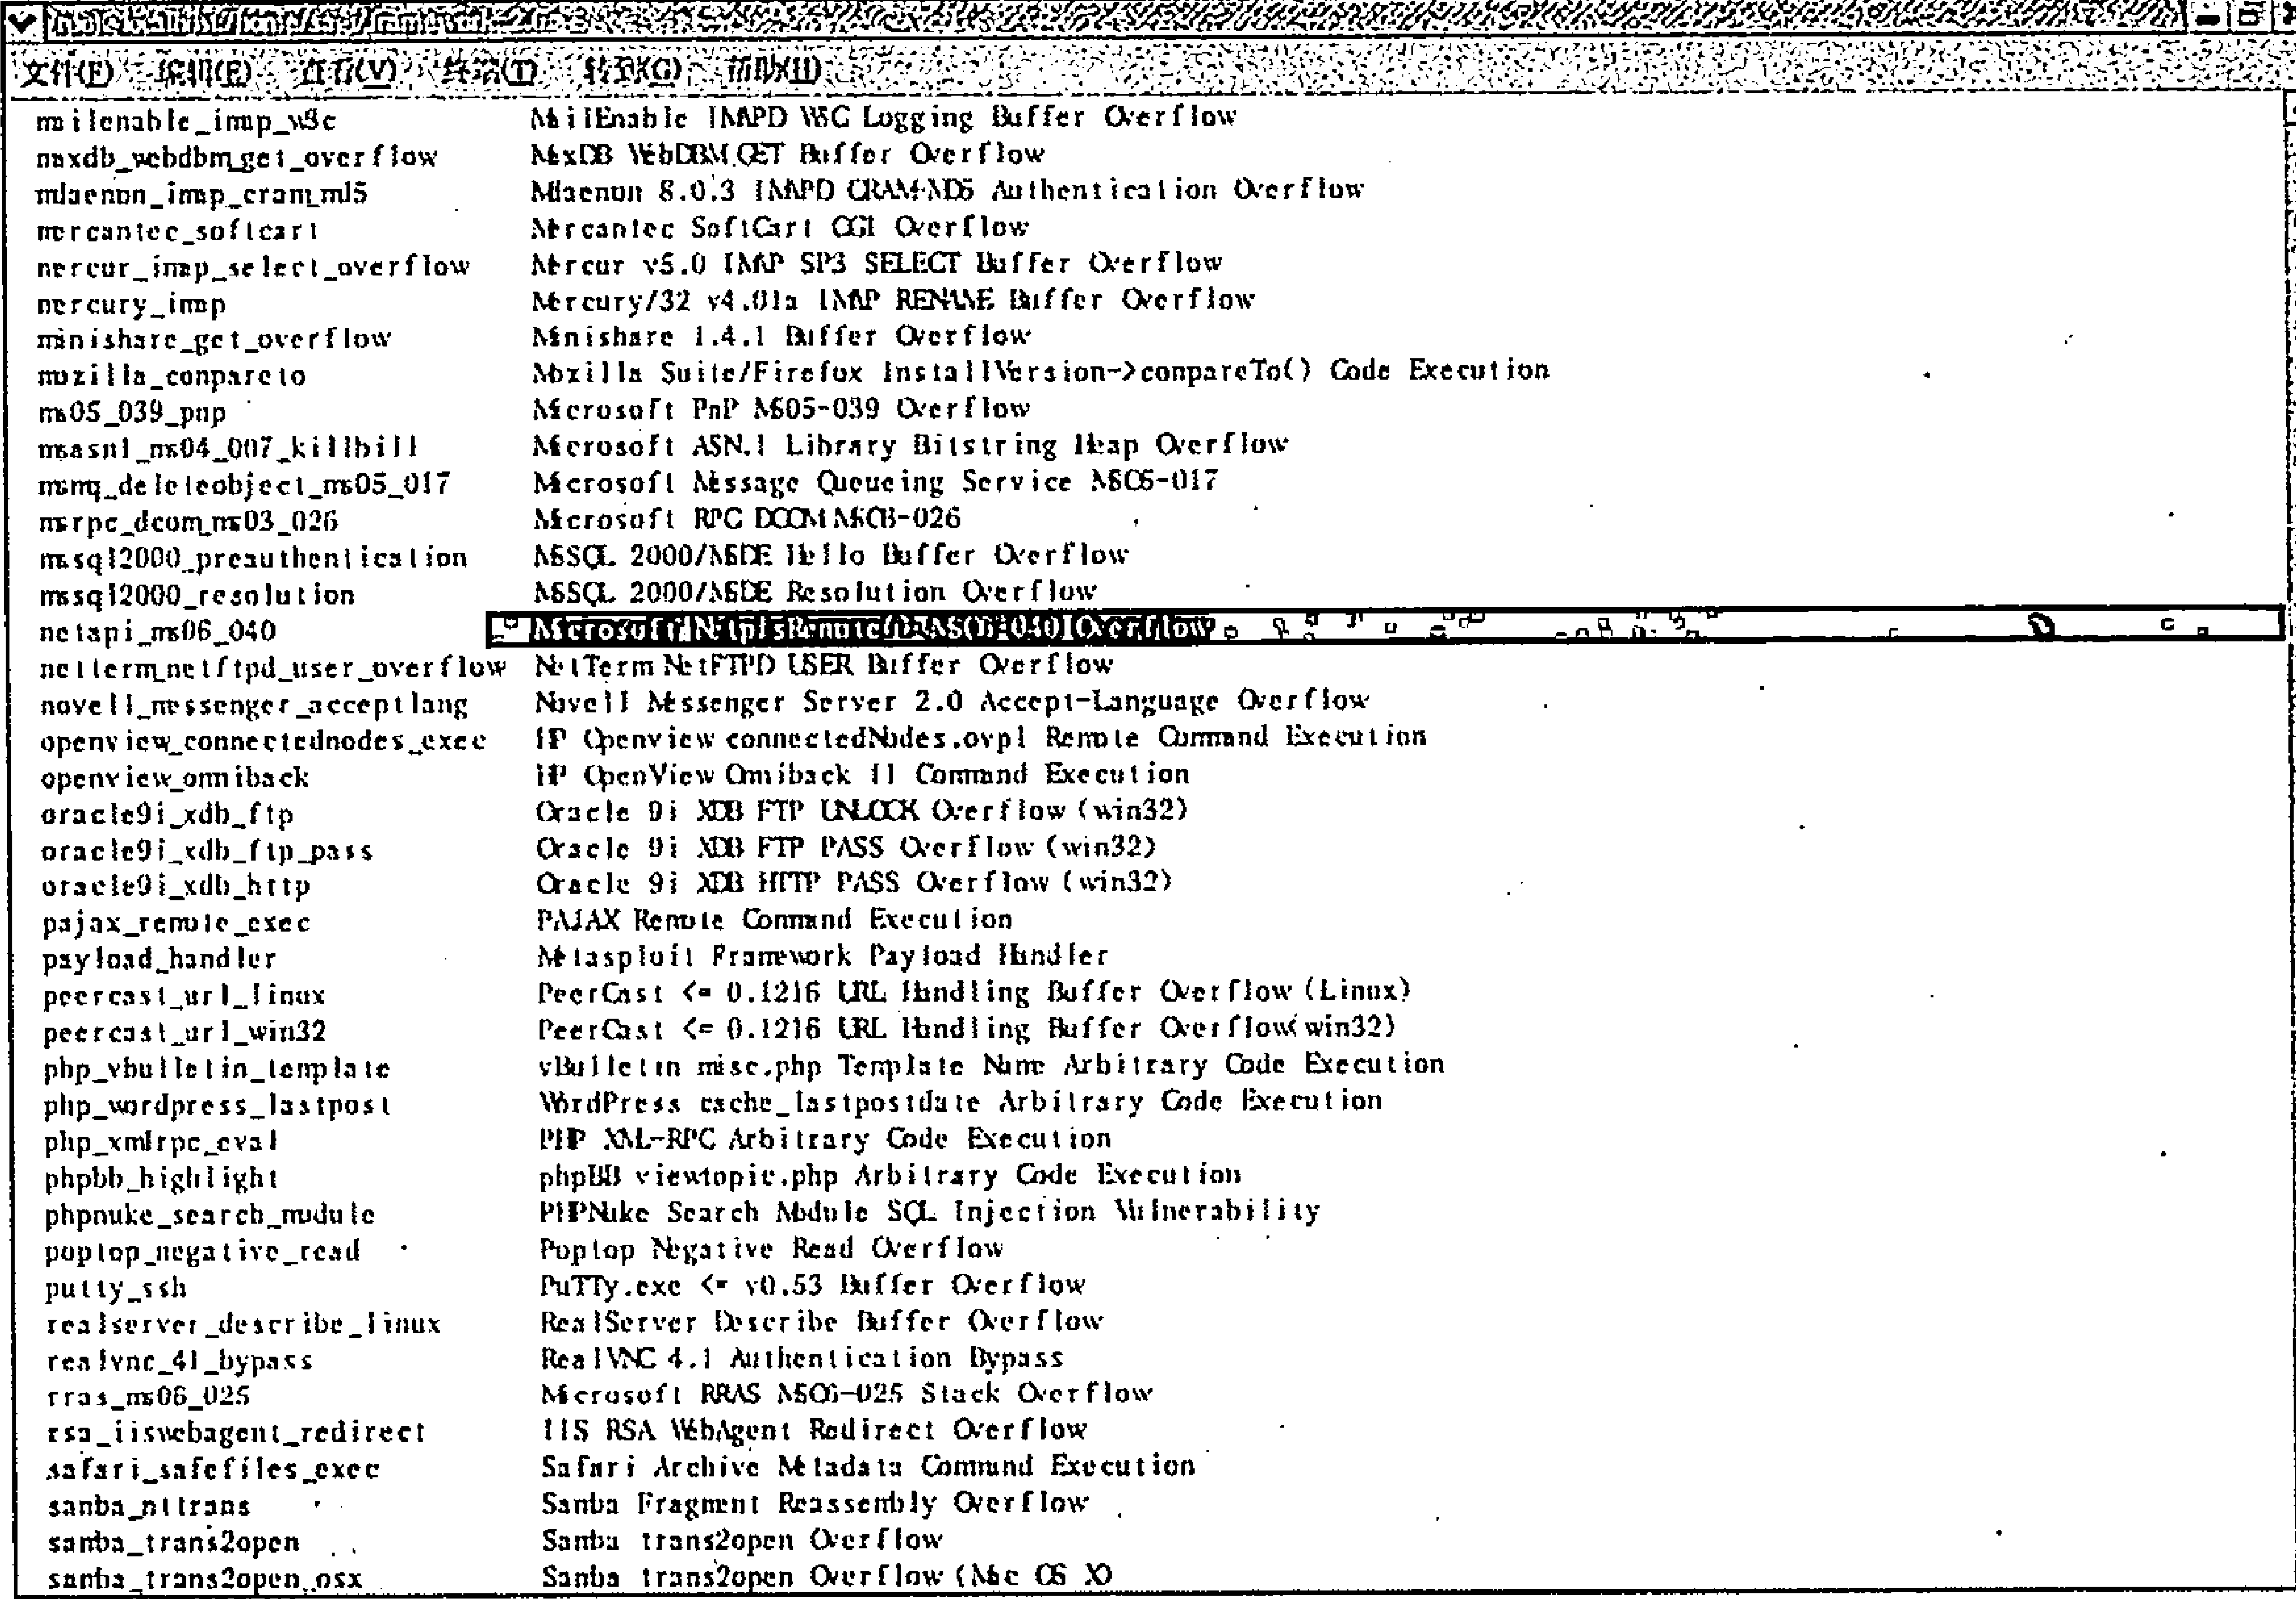 文件(F) 编辑(E) 查看(V) 终端(T) 转到(G) 帮助(H)
mailenable_imap_w3c MailEnable IMAPD W3C Logging Buffer Overflow
maxdb_webdbm_get_overflow MaxDB WebDBM GET Buffer Overflow
mdaemon_imap_cram_md5 Mdaemon 8.0.3 IMAPD CRAM-MD5 Authentication Overflow
mercantec_softcart Mercantec SoftCart CGI Overflow
mercur_imap_select_overflow Mercur v5.0 IMAP SP3 SELECT Buffer Overflow
mercury_imap Mercury/32 v4.01a IMAP RENAME Buffer Overflow
minishare_get_overflow Minishare 1.4.1 Buffer Overflow
mozilla_compareto Mozilla Suite/Firefox InstallVersion->compareTo() Code Execution
ms05_039_pnp Microsoft PnP MS05-039 Overflow
msasn1_ms04_007_killbill Microsoft ASN.1 Library Bitstring Heap Overflow
msmq_deleteobject_ms05_017 Microsoft Message Queueing Service MS05-017
msrpc_dcom_ms03_026 Microsoft RPC DCOM MS03-026
mssql2000_preauthentication MSSQL 2000/MSDE Hello Buffer Overflow
mssql2000_resolution MSSQL 2000/MSDE Resolution Overflow
netapi_ms06_040 Microsoft MS06-040 Overflow
netterm_netftpd_user_overflow NetTerm NetFTPD USER Buffer Overflow
novell_messenger_acceptlang Novell Messenger Server 2.0 Accept-Language Overflow
openview_connectednodes_exec HP Openview connectedNodes.ovpl Remote Command Execution
openview_omniback HP OpenView Omniback II Command Execution
oracle9i_xdb_ftp Oracle 9i XDB FTP UNLOCK Overflow (win32)
oracle9i_xdb_ftp_pass Oracle 9i XDB FTP PASS Overflow (win32)
oracle9i_xdb_http Oracle 9i XDB HTTP PASS Overflow (win32)
pajax_remote_exec PAJAX Remote Command Execution
payload_handler Metasploit Framework Payload Handler
peercast_url_linux PeerCast <= 0.1216 URL Handling Buffer Overflow (Linux)
peercast_url_win32 PeerCast <= 0.1216 URL Handling Buffer Overflow(win32)
php_vbulletin_template vBulletin misc.php Template Name Arbitrary Code Execution
php_wordpress_lastpost WordPress cache_lastpostdate Arbitrary Code Execution
php_xmlrpc_eval PHP XML-RPC Arbitrary Code Execution
phpbb_highlight phpBB viewtopic.php Arbitrary Code Execution
phpnuke_search_module PHPNuke Search Module SQL Injection Vulnerability
poptop_negative_read Poptop Negative Read Overflow
putty_ssh PuTTy.exe <= v0.53 Buffer Overflow
realserver_describe_linux RealServer Describe Buffer Overflow
realvnc_41_bypass RealVNC 4.1 Authentication Bypass
rras_ms06_025 Microsoft RRAS MS06-025 Stack Overflow
rsa_iiswebagent_redirect IIS RSA WebAgent Redirect Overflow
safari_safefiles_exec Safari Archive Metadata Command Execution
samba_nttrans Samba Fragment Reassembly Overflow
samba_trans2open Samba trans2open Overflow
samba_trans2open_osx Samba trans2open Overflow (Mac OS X)